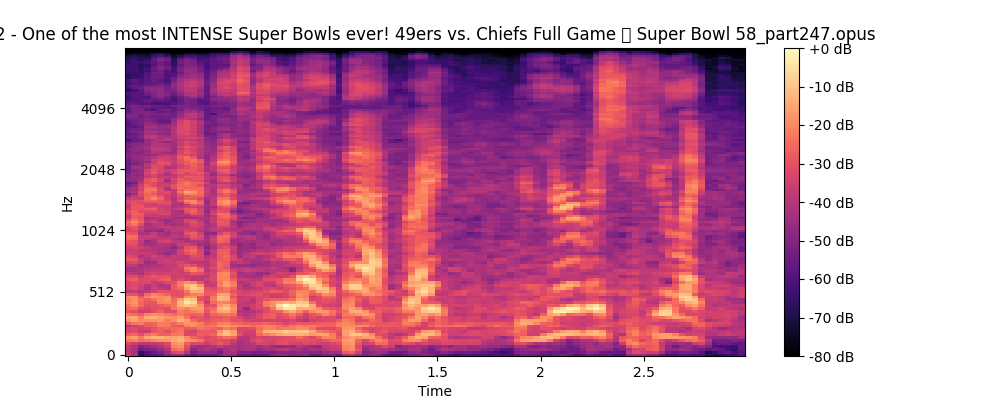 2 - One of the most INTENSE Super Bowls ever! 49ers vs. Chiefs Full Game 🏈 Super Bowl 58_part247.opus
+0 dB
-10 dB
-20 dB
-30 dB
-40 dB
-50 dB
-60 dB
-70 dB
-80 dB
4096
2048
1024
512
0
Hz
0
0.5
1
1.5
2
2.5
Time